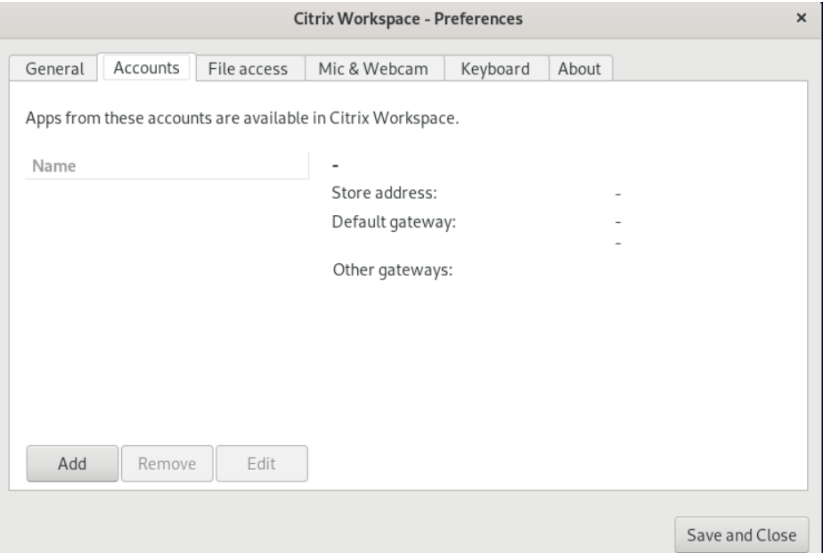 Citrix Workspace - Preferences ×
General Accounts File access Mic & Webcam Keyboard About
Apps from these accounts are available in Citrix Workspace.
Name -
Store address: -
Default gateway: -
-
Other gateways:
Add Remove Edit
Save and Close